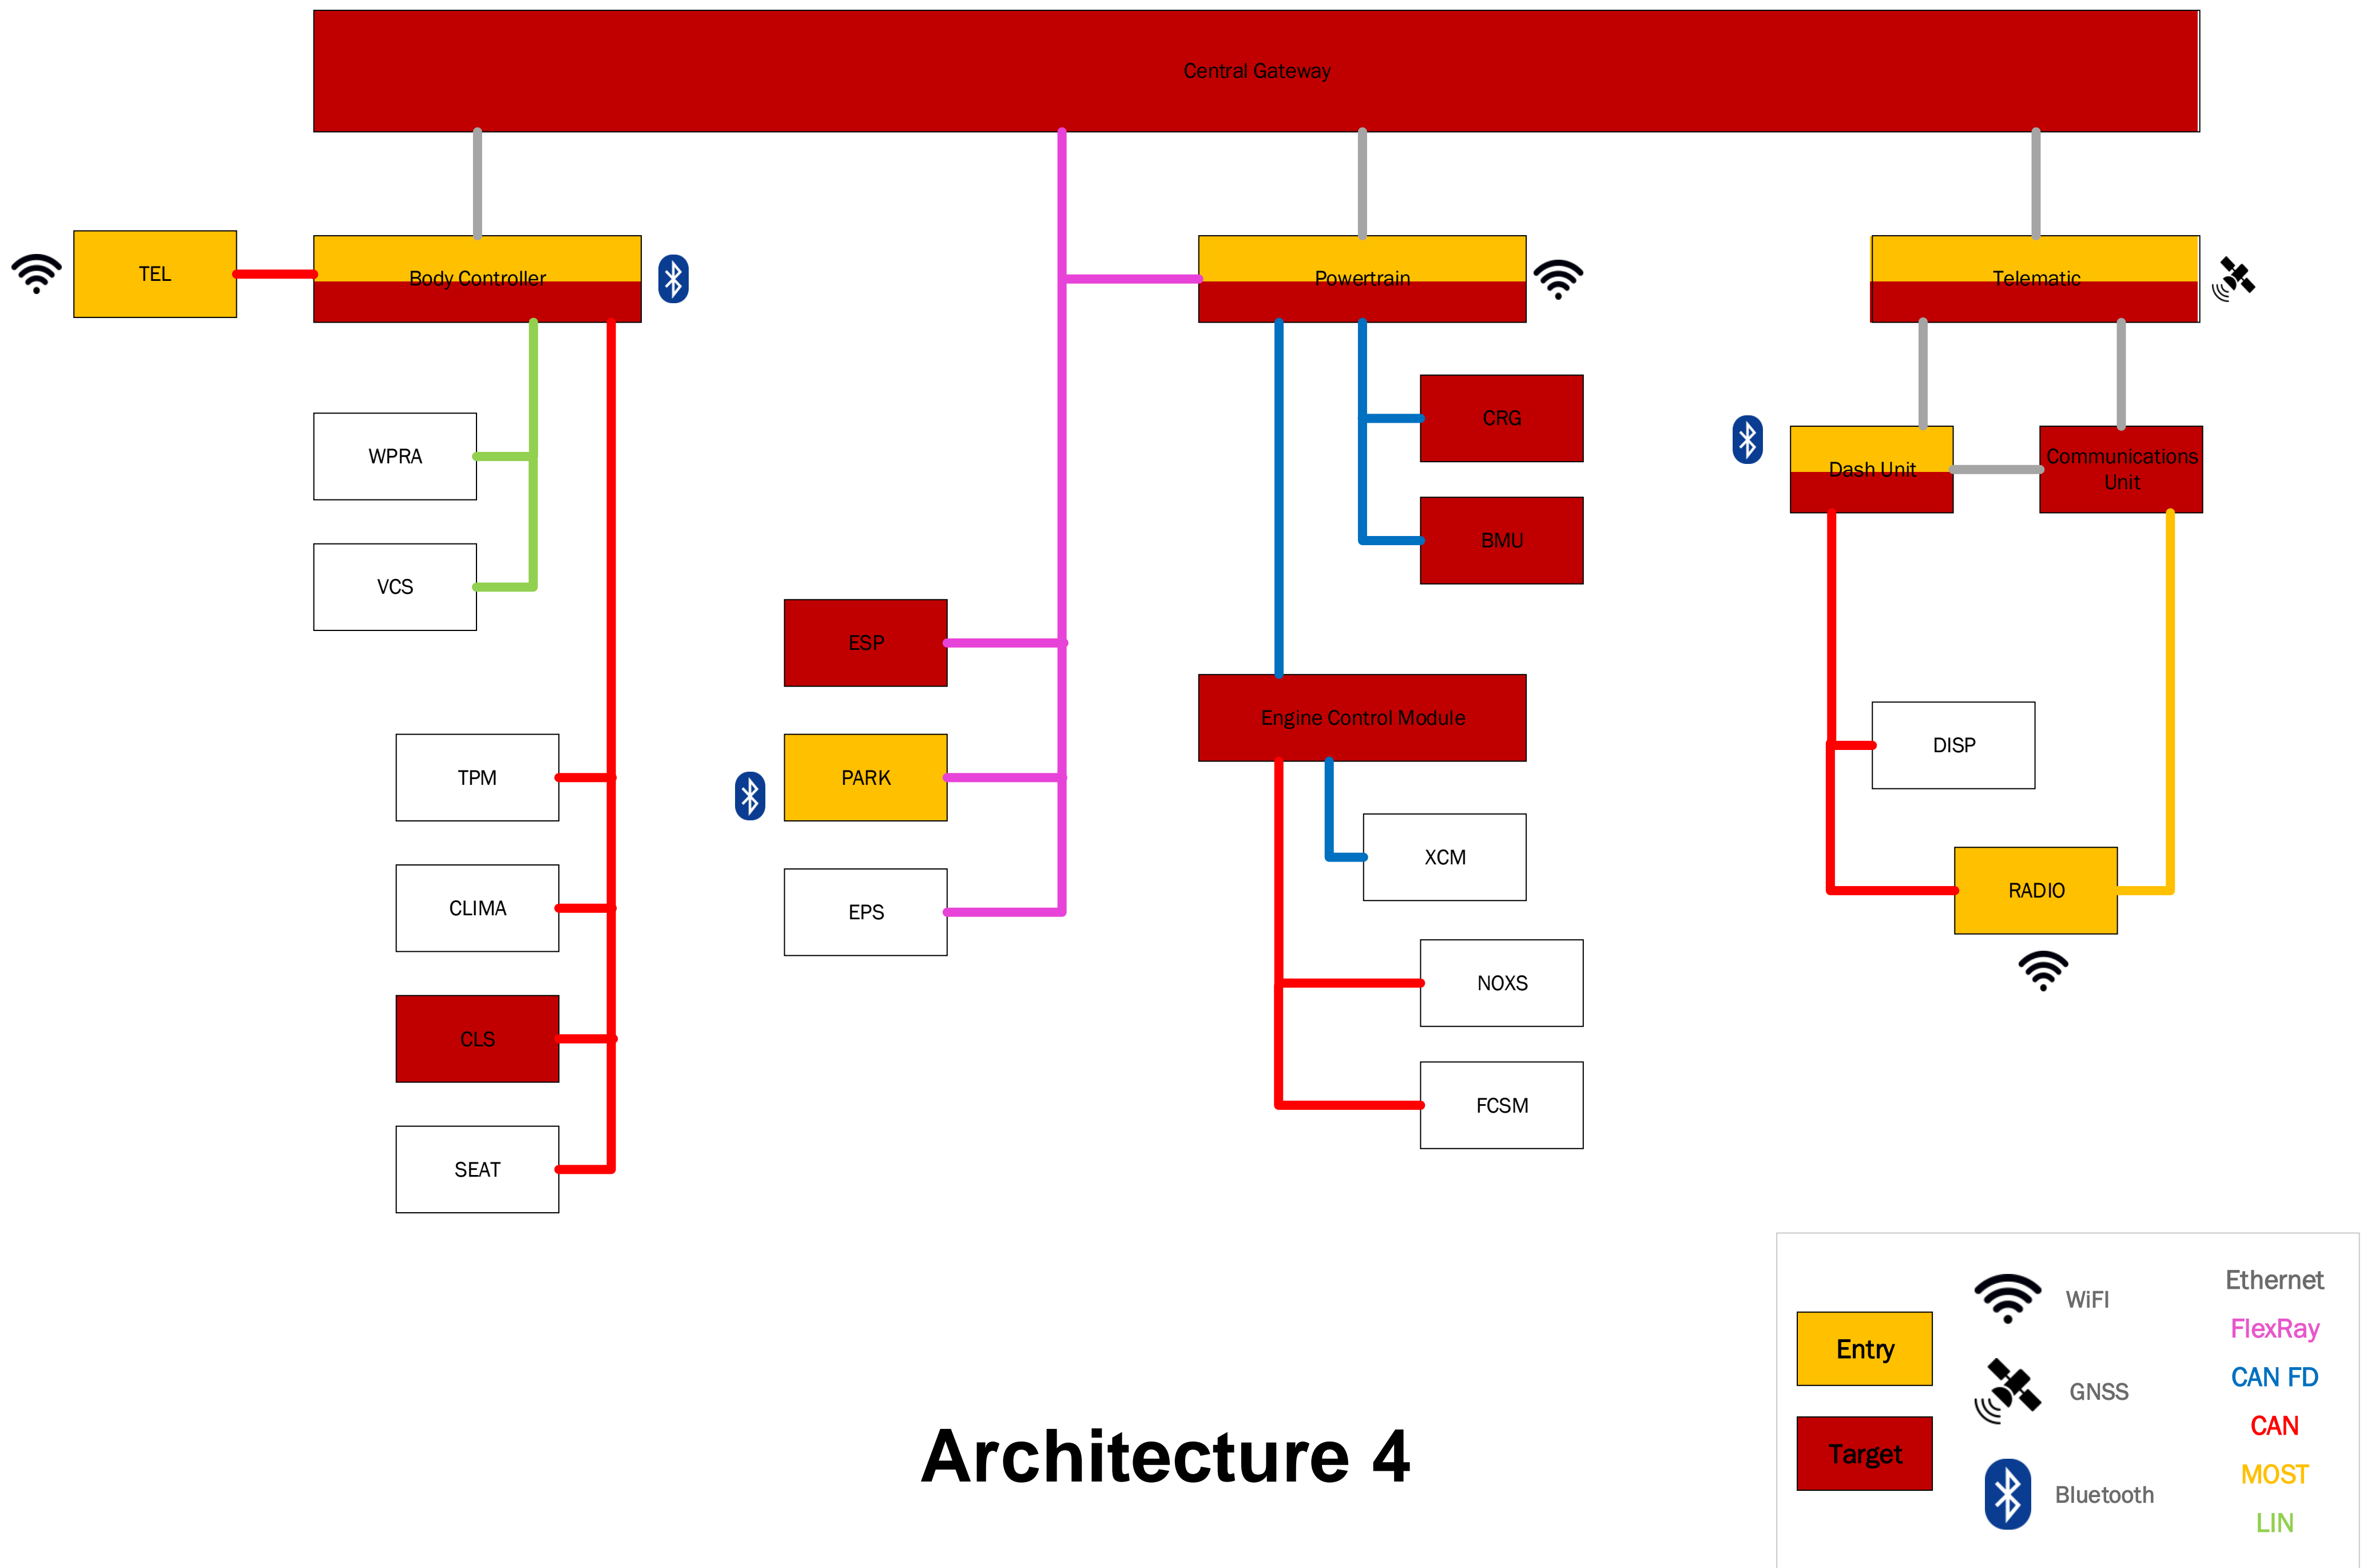 Central Gateway
TEL
Body Controller
Powertrain
Telematic
CRG
WPRA
Dash Unit
Communications
Unit
BMU
VCS
ESP
Engine Control Module
DISP
TPM
PARK
XCM
RADIO
CLIMA
EPS
NOXS
CLS
FCSM
SEAT
Entry
Target
WiFI
GNSS
Bluetooth
Ethernet
FlexRay
CAN FD
CAN
MOST
LIN
Architecture 4